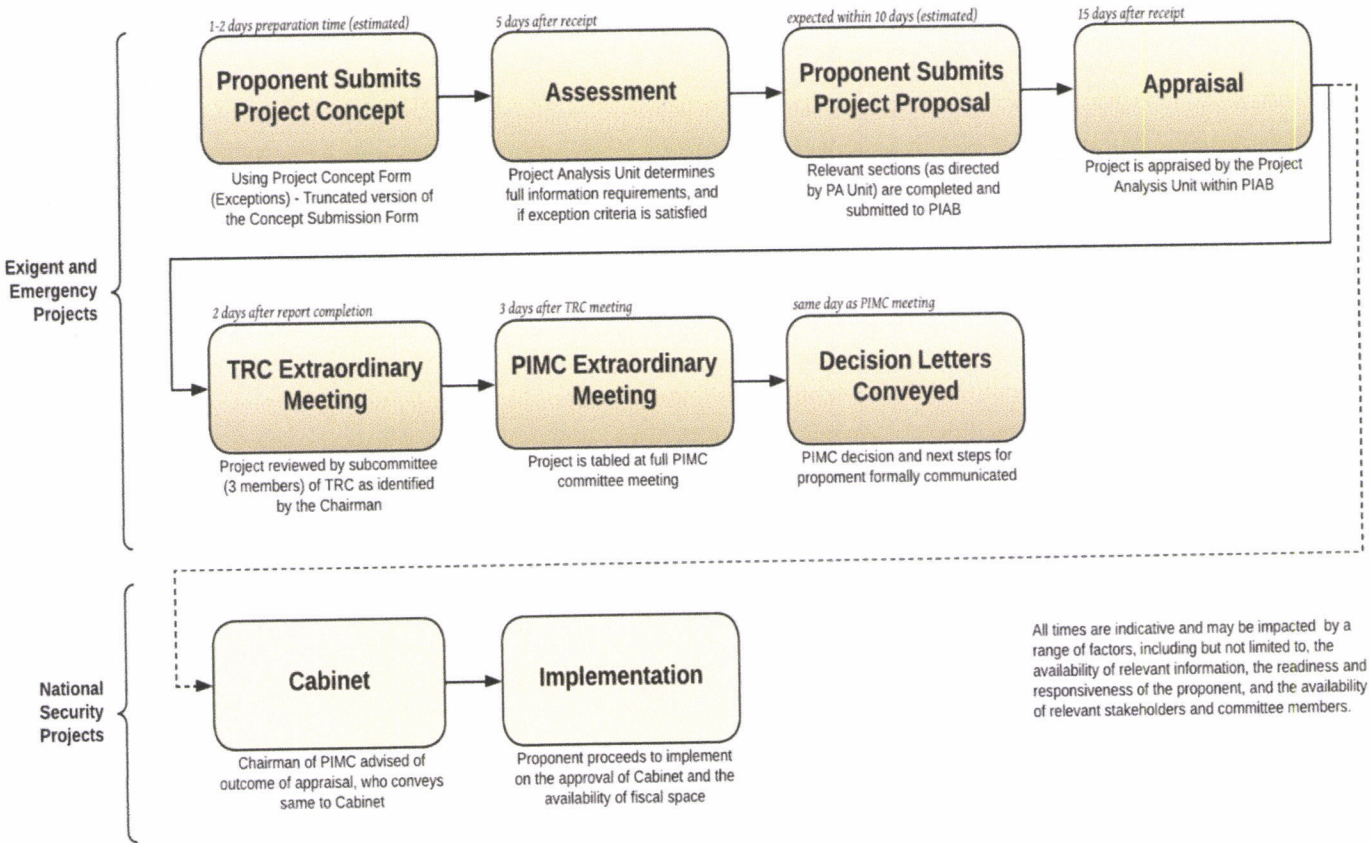 1-2 days preparation time (estimated)
Proponent Submits
Project Concept
Using Project Concept Form
(Exceptions) - Truncated version of
the Concept Submission Form
5 days after receipt
Assessment
Project Analysis Unit determines
full information requirements, and
if exception criteria is satisfied
expected within 10 days (estimated)
Proponent Submits
Project Proposal
Relevant sections (as directed
by PA Unit) are completed and
submitted to PIAB
15 days after receipt
Appraisal
Project is appraised by the Project
Analysis Unit within PIAB
Exigent and
Emergency
Projects
2 days after report completion
TRC Extraordinary
Meeting
Project reviewed by subcommittee
(3 members) of TRC as identified
by the Chairman
3 days after TRC meeting
PIMC Extraordinary
Meeting
Project is tabled at full PIMC
committee meeting
same day as PIMC meeting
Decision Letters
Conveyed
PIMC decision and next steps for
propoment formally communicated
National
Security
Projects
Cabinet
Chairman of PIMC advised of
outcome of appraisal, who conveys
same to Cabinet
Implementation
Proponent proceeds to implement
on the approval of Cabinet and the
availability of fiscal space
All times are indicative and may be impacted by a
range of factors, including but not limited to, the
availability of relevant information, the readiness and
responsiveness of the proponent, and the availability
of relevant stakeholders and committee members.